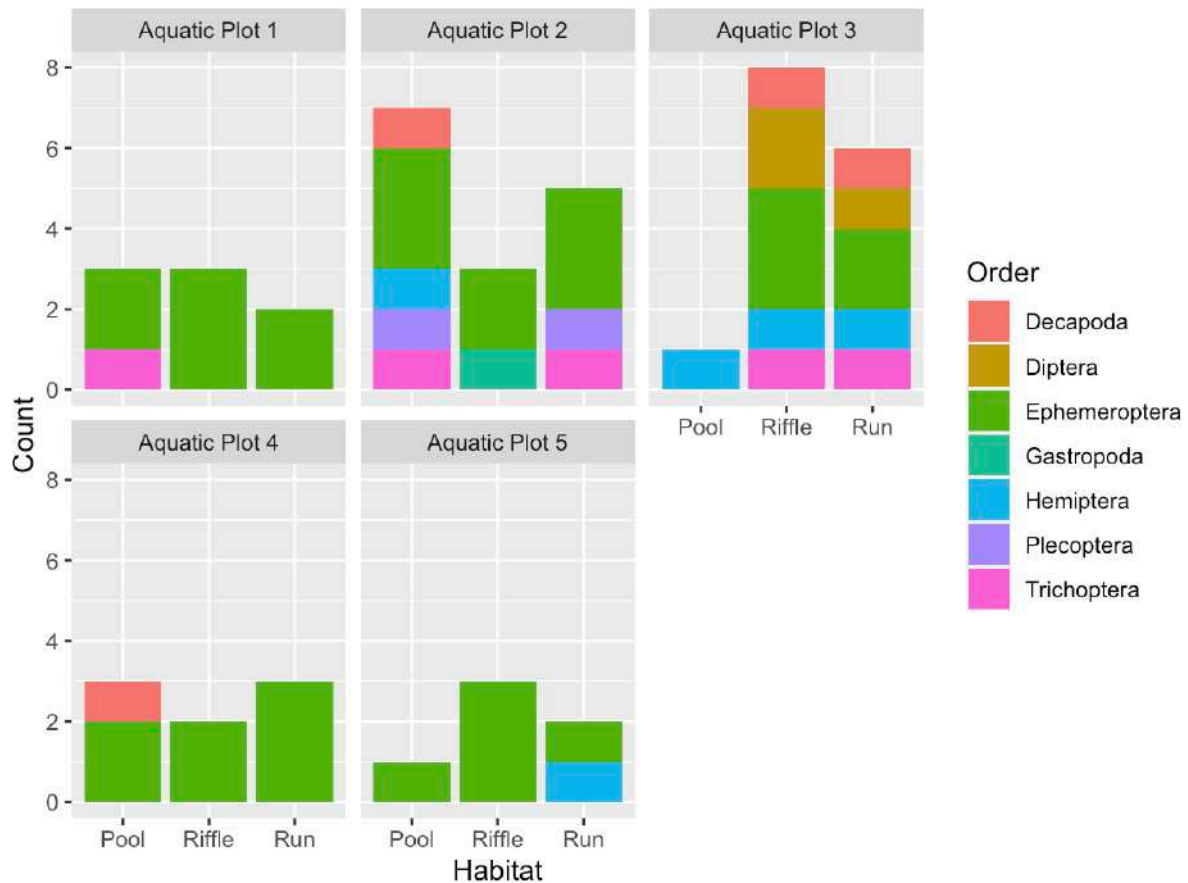 Aquatic Plot 1
Aquatic Plot 2
Aquatic Plot 3
8
6
4
2
0
Pool
Riffle
Run
Aquatic Plot 4
Aquatic Plot 5
8
6
4
2
0
Pool
Riffle
Run
Pool
Riffle
Run
Count
Habitat
Order
Decapoda
Diptera
Ephemeroptera
Gastropoda
Hemiptera
Plecoptera
Trichoptera